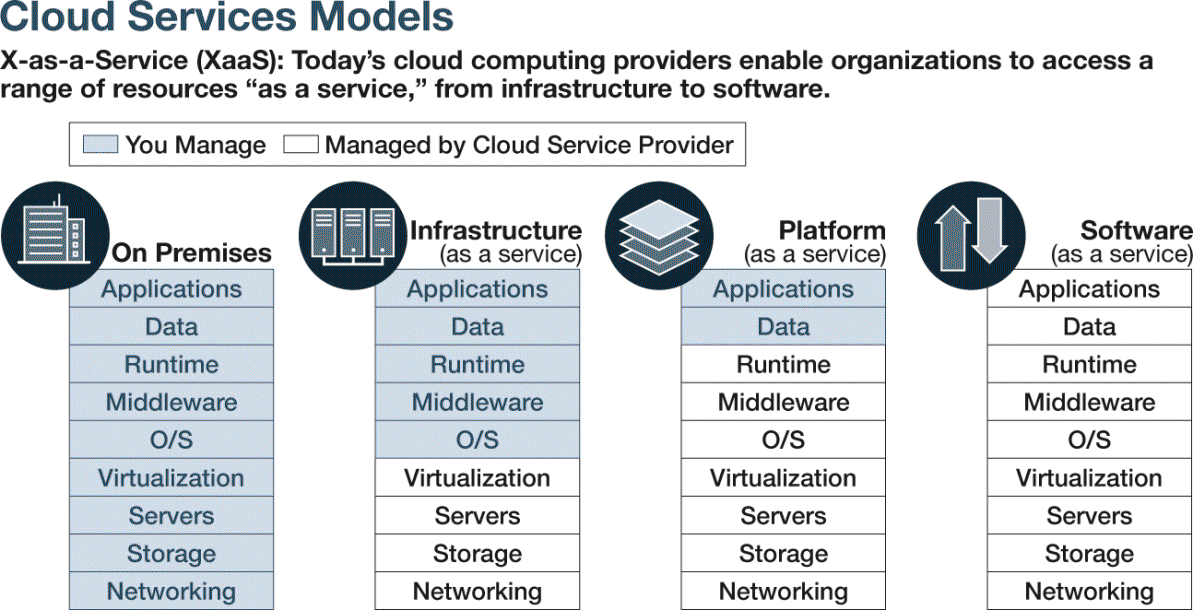 Cloud Services Models
X-as-a-Service (XaaS): Today’s cloud computing providers enable organizations to access a
range of resources “as a service,” from infrastructure to software.
You Manage
Managed by Cloud Service Provider
On Premises
Applications
Data
Runtime
Middleware
O/S
Virtualization
Servers
Storage
Networking
Infrastructure
(as a service)
Applications
Data
Runtime
Middleware
O/S
Virtualization
Servers
Storage
Networking
Platform
(as a service)
Applications
Data
Runtime
Middleware
O/S
Virtualization
Servers
Storage
Networking
Software
(as a service)
Applications
Data
Runtime
Middleware
O/S
Virtualization
Servers
Storage
Networking